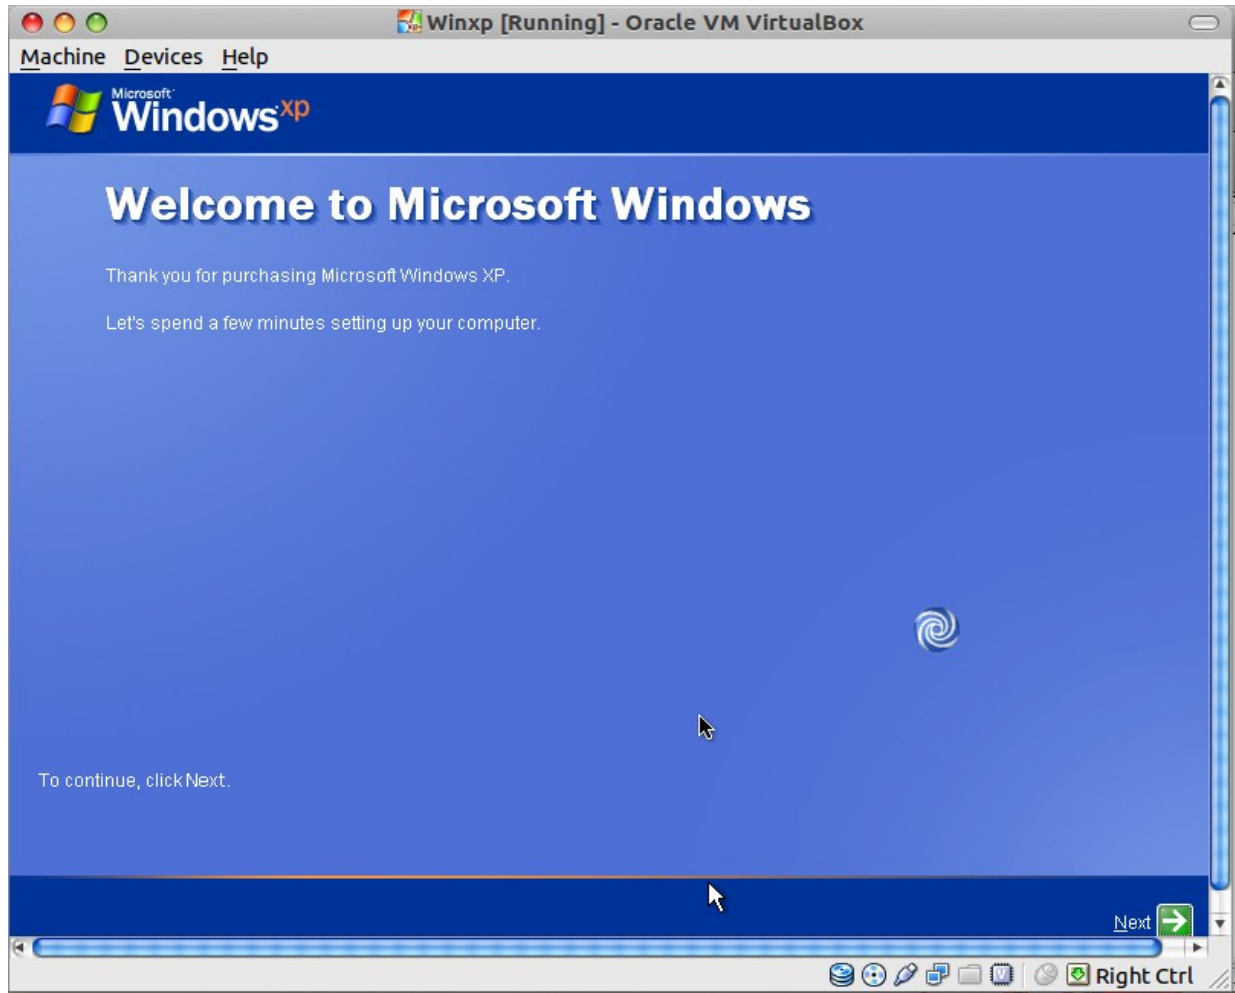 Winxp [Running] - Oracle VM VirtualBox
Machine Devices Help
Microsoft
Windows xp
Welcome to Microsoft Windows
Thank you for purchasing Microsoft Windows XP.
Let's spend a few minutes setting up your computer.
To continue, click Next.
Next
Right Ctrl